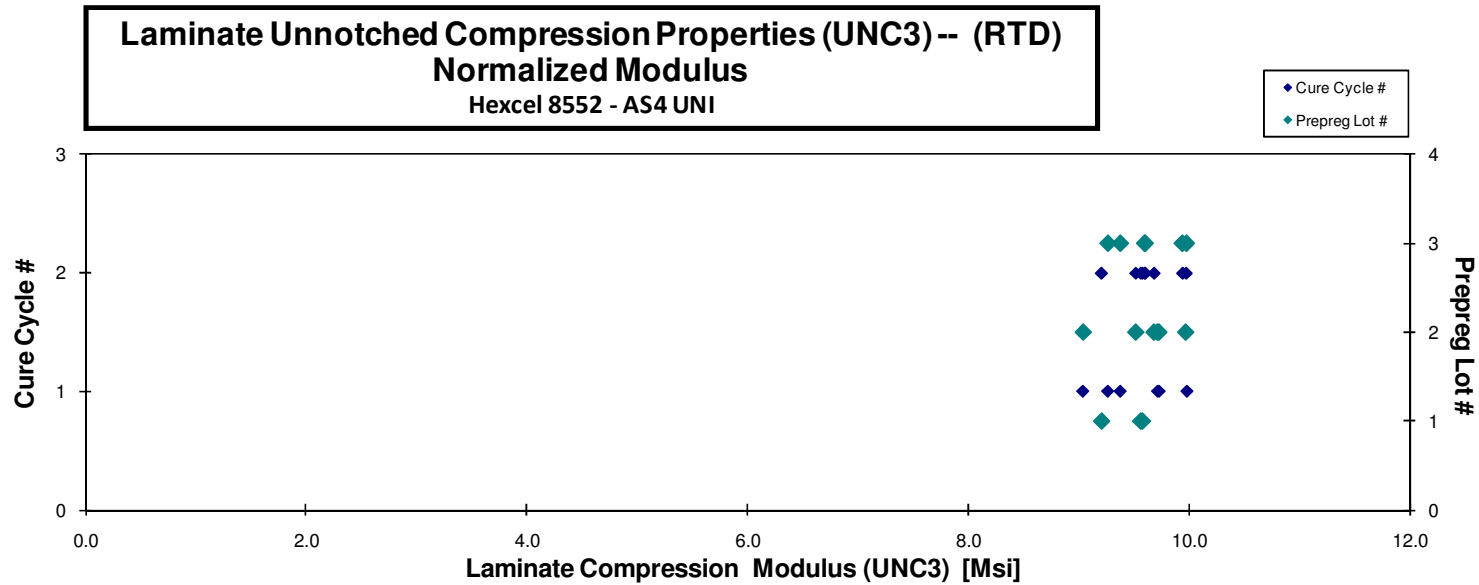 Laminate Unnotched Compression Properties (UNC3) -- (RTD)
Normalized Modulus
Hexcel 8552 - AS4 UNI
Cure Cycle #
Prepreg Lot #
3
2
1
0
Cure Cycle #
4
3
2
1
0
Prepreg Lot #
0.0 2.0 4.0 6.0 8.0 10.0 12.0
Laminate Compression Modulus (UNC3) [Msi]